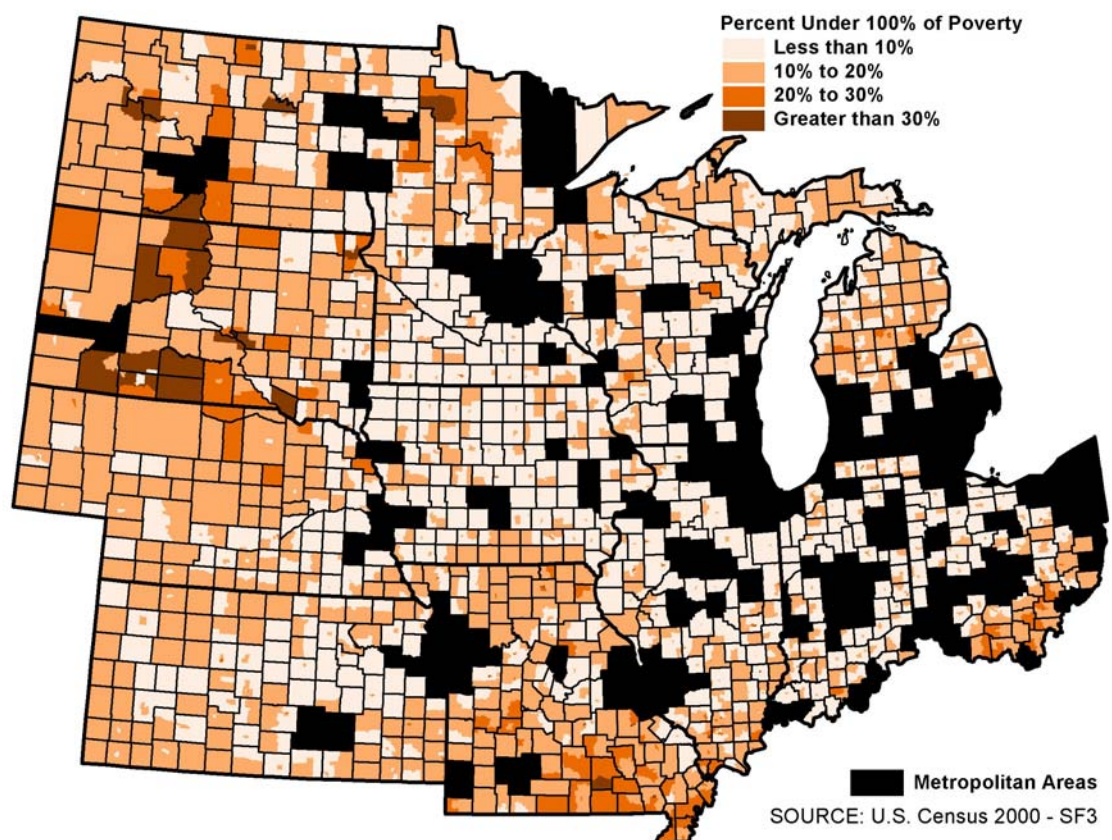 Percent Under 100% of Poverty
Less than 10%
10% to 20%
20% to 30%
Greater than 30%
Metropolitan Areas
SOURCE: U.S. Census 2000 - SF3